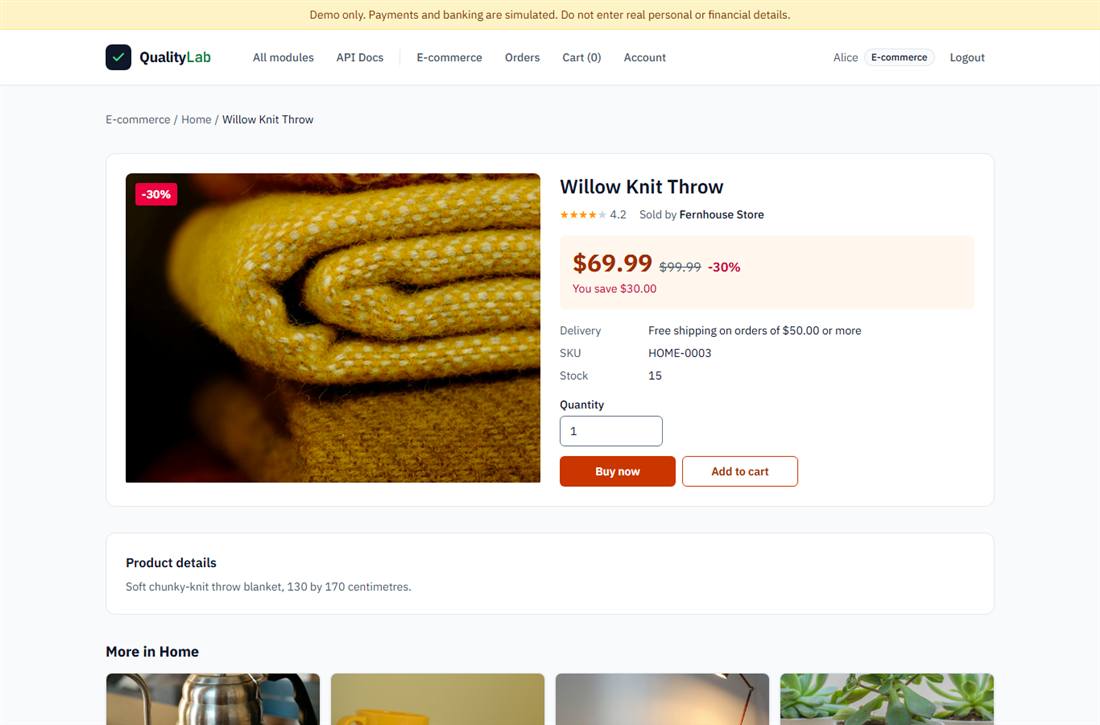 Demo only. Payments and banking are simulated. Do not enter real personal or financial details.
QualityLab
All modules
API Docs
E-commerce
Orders
Cart (0)
Account
Alice
E-commerce
Logout
E-commerce / Home / Willow Knit Throw
-30%
Willow Knit Throw
4.2 Sold by Fernhouse Store
$69.99 $99.99 -30%
You save $30.00
Delivery Free shipping on orders of $50.00 or more
SKU HOME-0003
Stock 15
Quantity
1
Buy now
Add to cart
Product details
Soft chunky-knit throw blanket, 130 by 170 centimetres.
More in Home